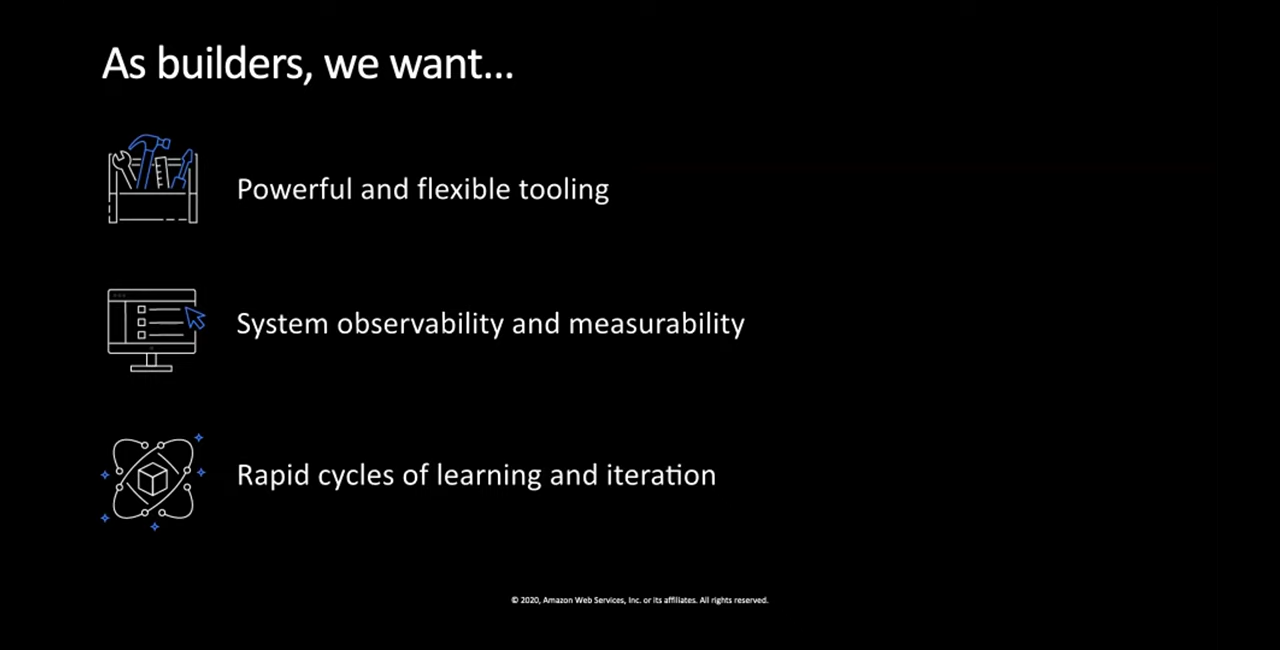 As builders, we want...
Powerful and flexible tooling
System observability and measurability
Rapid cycles of learning and iteration
© 2020, Amazon Web Services, Inc. or its affiliates. All rights reserved.